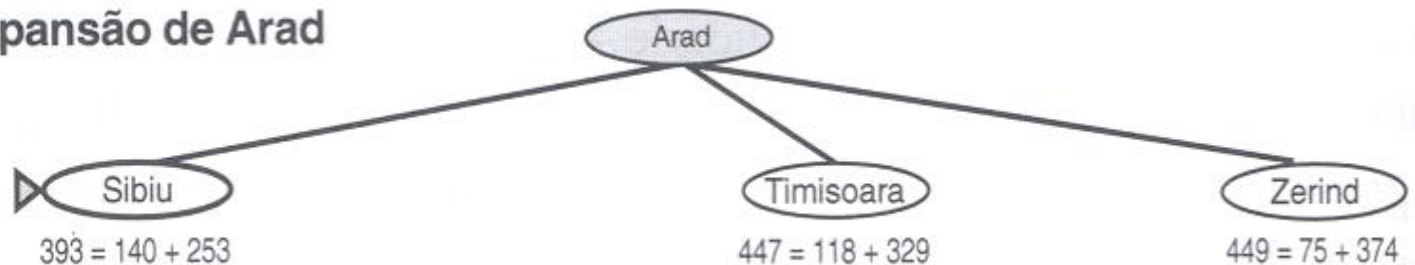 pansão de Arad
Arad
Sibiu Timisoara Zerind
393 = 140 + 253 447 = 118 + 329 449 = 75 + 374